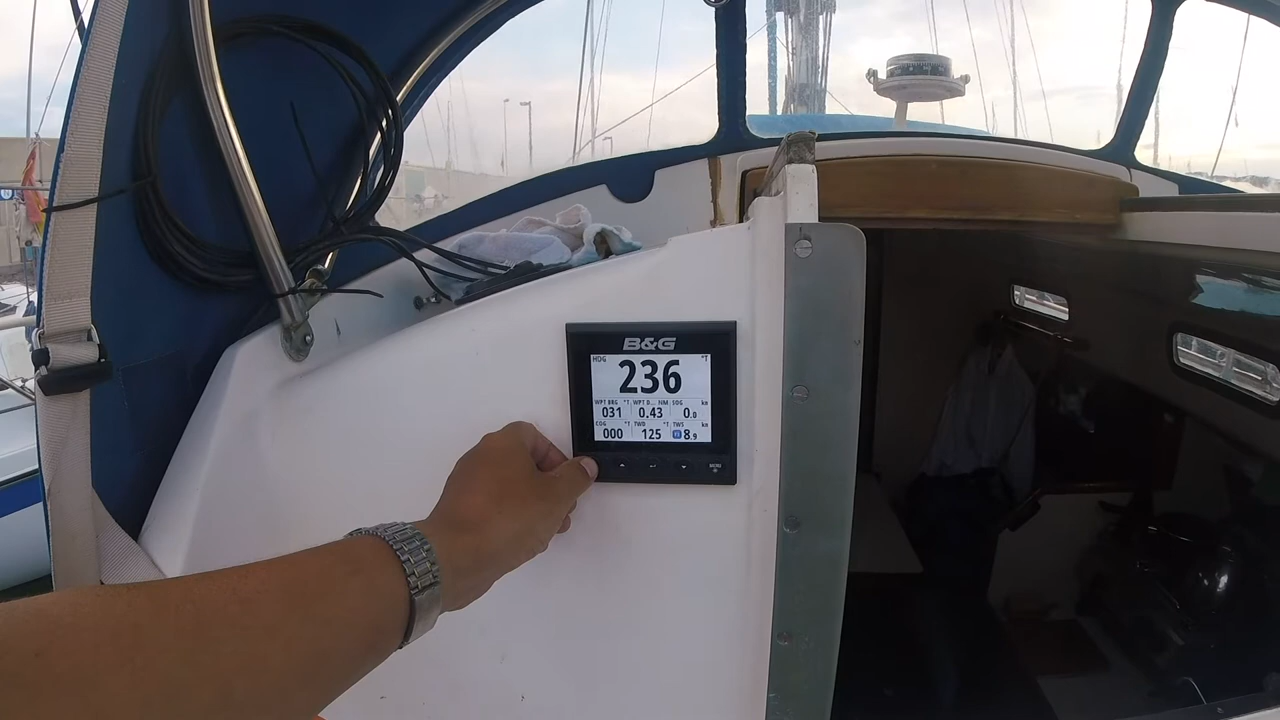 B&G
HDG °T
236
WPT BRG °T WPT D... NM SOG kn
031 0.43 0.0
COG °T TWD °T TWS kn
000 125 8.9
MENU